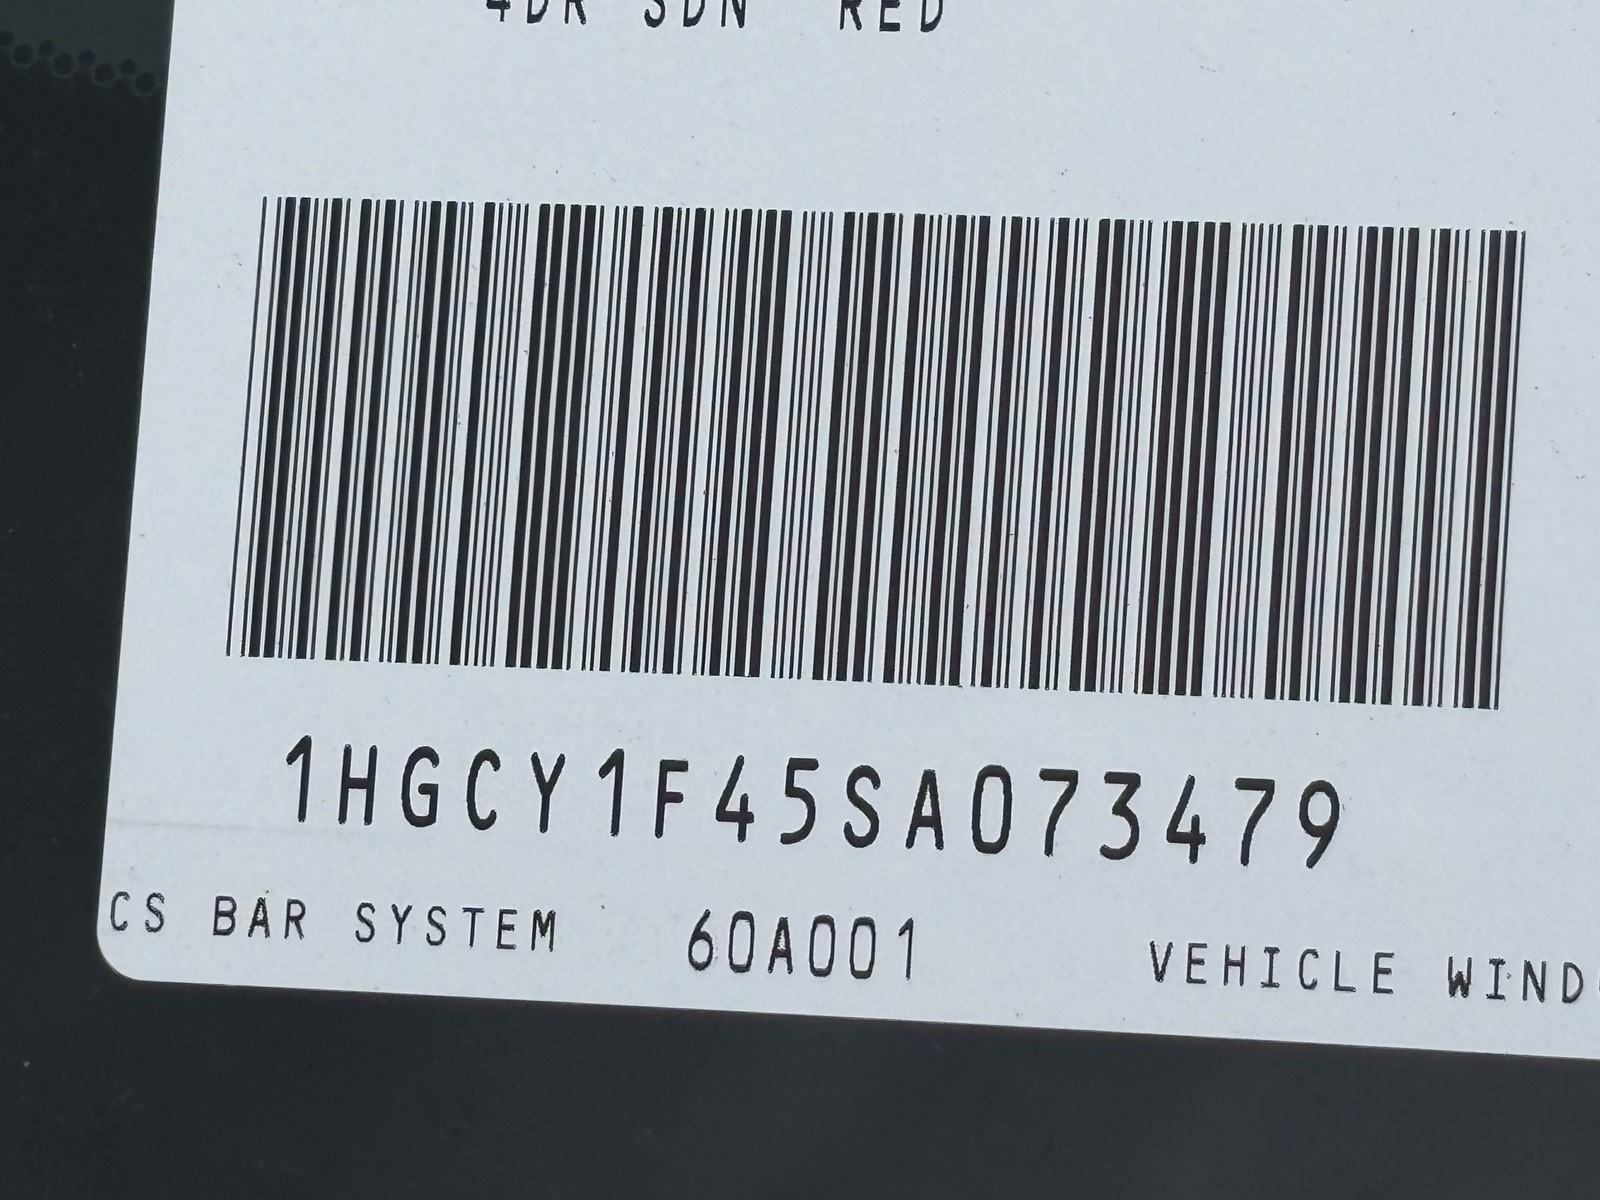 4DR SDN RED
1HGCY1F45SA073479
CS BAR SYSTEM 60A001 VEHICLE WIND